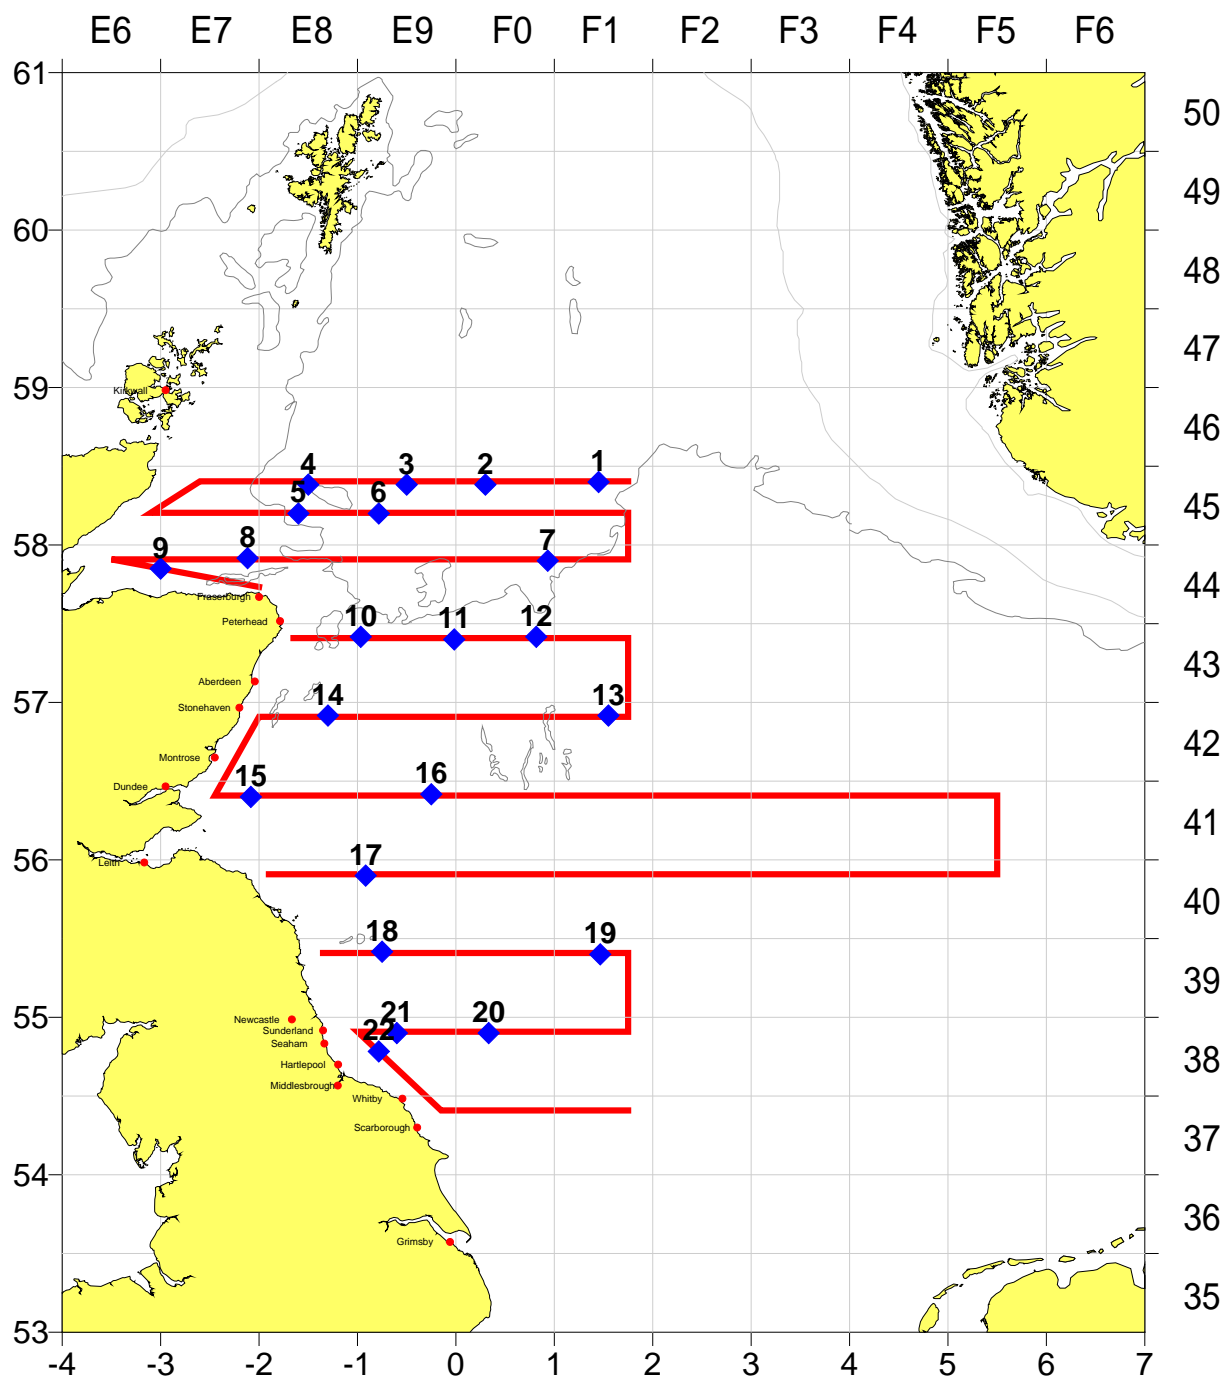 E6 E7 E8 E9 F0 F1 F2 F3 F4 F5 F6
61
50
49
60
48
47
59
Kirkwall
46
4 3 2 1
5 6
45
58
9 8 7
44
Fraserburgh
Peterhead
10 11 12
43
Aberdeen
57
Stonehaven
14 13
42
Montrose
Dundee
15 16
41
56
Leith
17
40
18 19
39
55
Newcastle
Sunderland
Seaham
21 20
22
38
Hartlepool
Middlesbrough
Whitby
Scarborough
37
54
36
Grimsby
35
53
-4 -3 -2 -1 0 1 2 3 4 5 6 7